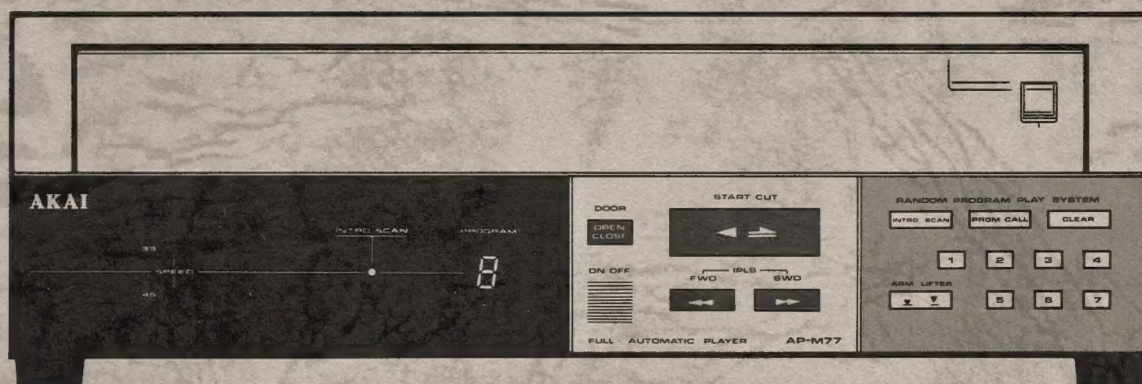 AKAI
33
SPEED
45
INTRO SCAN
PROGRAM
8
DOOR
OPEN
CLOSE
ON OFF
START CUT
IPLS
FWD BWD
FULL AUTOMATIC PLAYER AP-M77
RANDOM PROGRAM PLAY SYSTEM
INTRO SCAN PRGM CALL CLEAR
1 2 3 4
ARM LIFTER
5 6 7